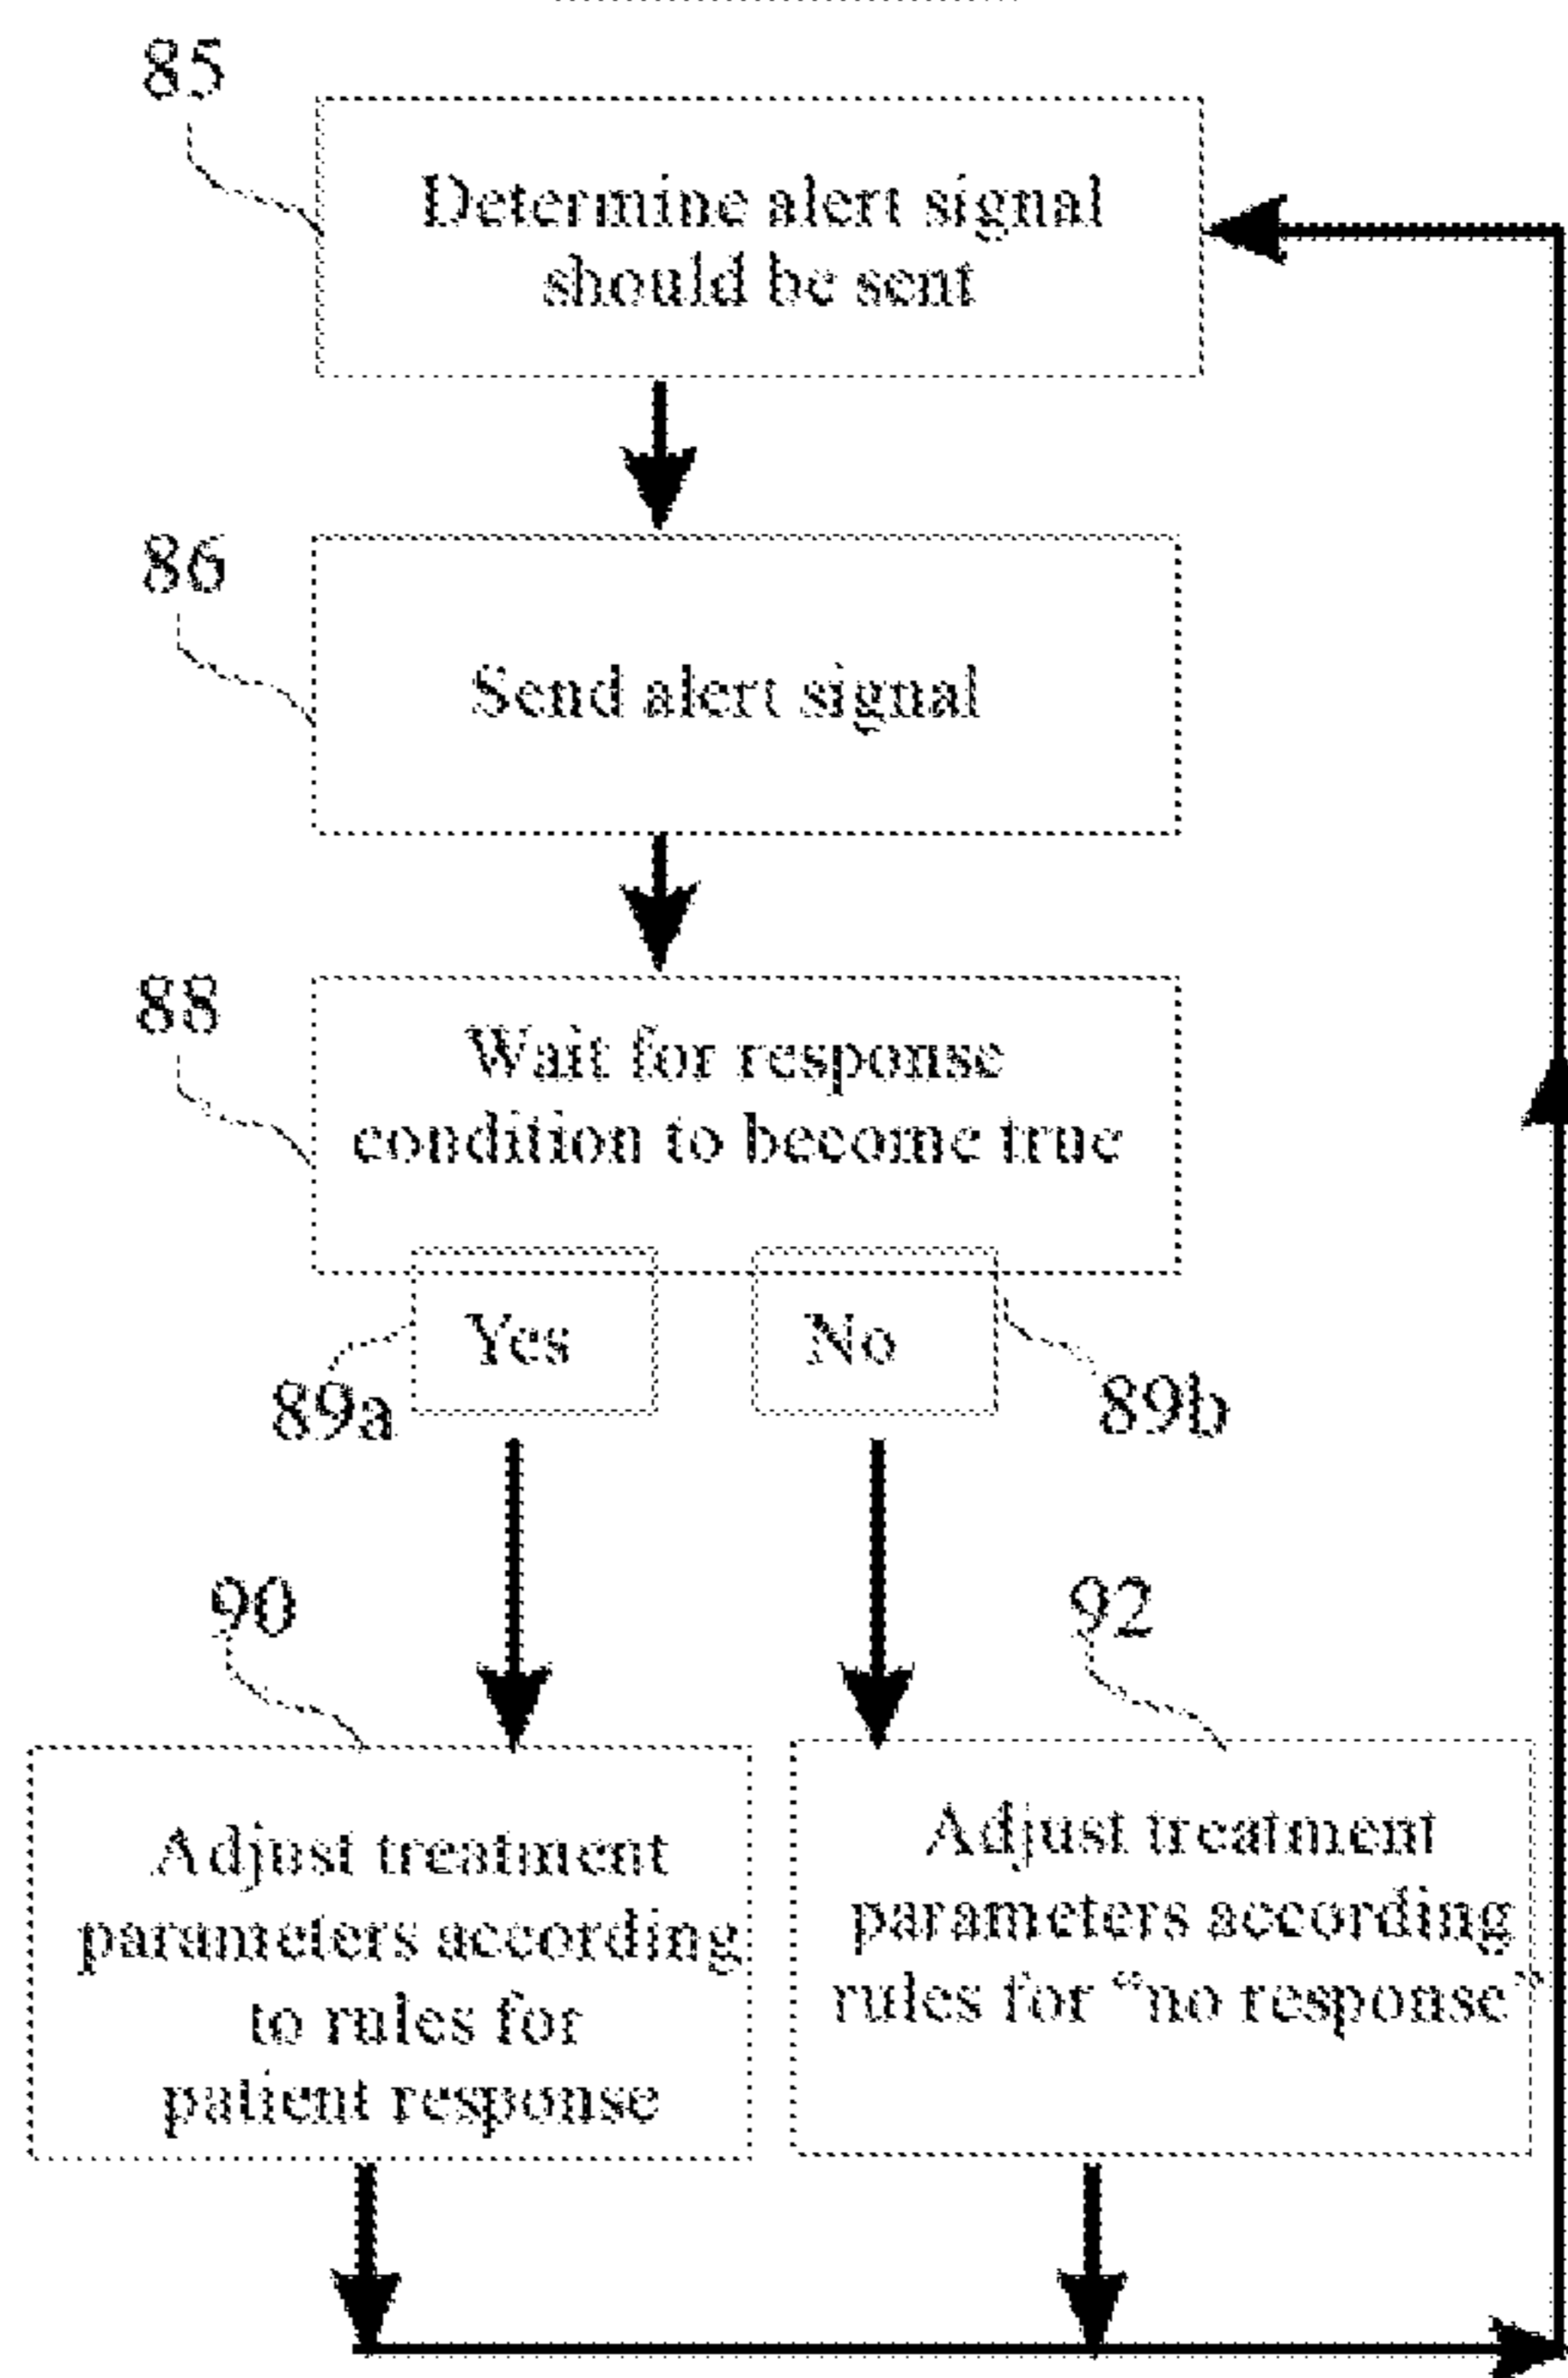 85
Determine alert signal
should be sent
86
Send alert signal
88
Wait for response
condition to become true
Yes
No
89a
89b
90
92
Adjust treatment
parameters according
to rules for
patient response
Adjust treatment
parameters according
rules for “no response”